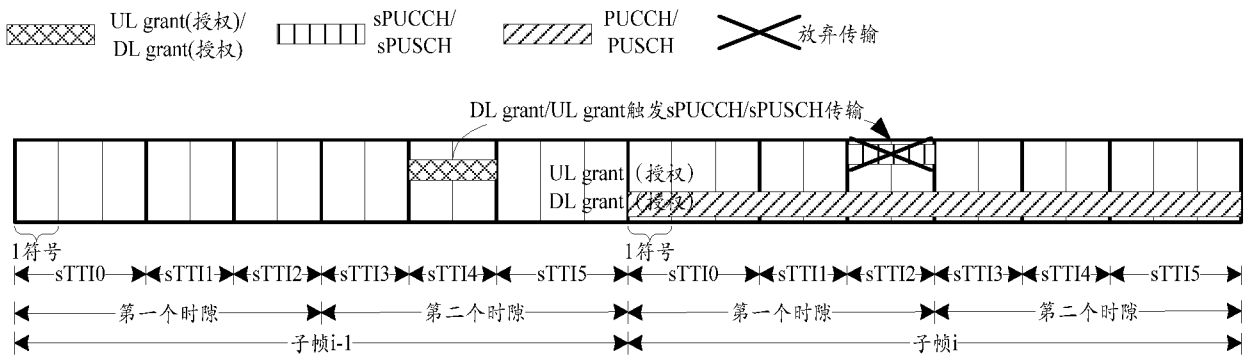 UL grant(授权)/
DL grant(授权)
sPUCCH/
sPUSCH
PUCCH/
PUSCH
放弃传输
DL grant/UL grant触发sPUCCH/sPUSCH传输
UL grant（授权）
DL grant（授权）
1符号 1符号
sTTI0 sTTI1 sTTI2 sTTI3 sTTI4 sTTI5 sTTI0 sTTI1 sTTI2 sTTI3 sTTI4 sTTI5
第一个时隙 第二个时隙 第一个时隙 第二个时隙
子帧i-1 子帧i